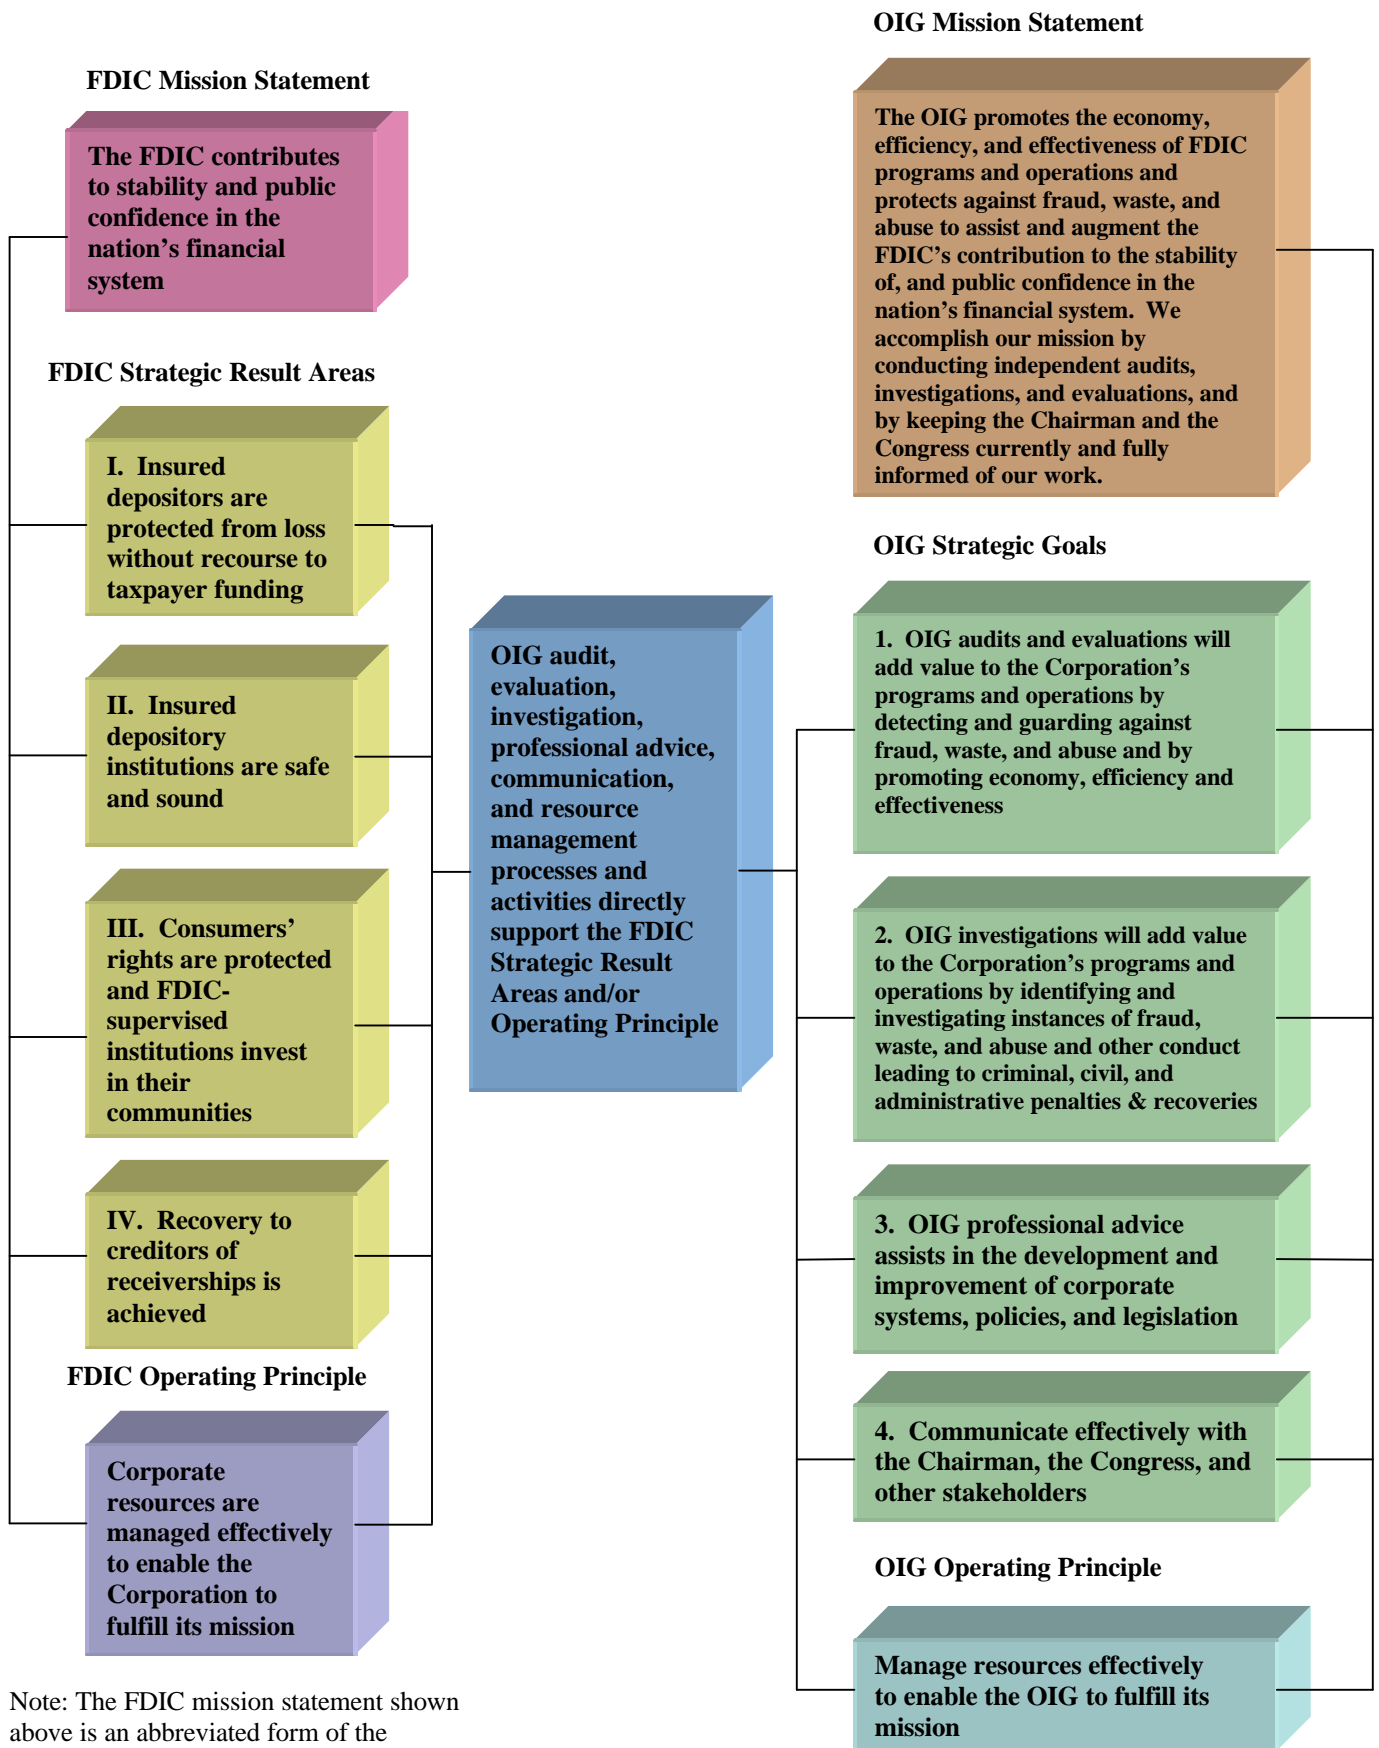 FDIC Mission Statement
The FDIC contributes
to stability and public
confidence in the
nation’s financial
system
FDIC Strategic Result Areas
I.  Insured
depositors are
protected from loss
without recourse to
taxpayer funding
II.  Insured
depository
institutions are safe
and sound
III.  Consumers’
rights are protected
and FDIC-
supervised
institutions invest
in their
communities
IV.  Recovery to
creditors of
receiverships is
achieved
FDIC Operating Principle
Corporate
resources are
managed effectively
to enable the
Corporation to
fulfill its mission
Note: The FDIC mission statement shown
above is an abbreviated form of the
OIG audit,
evaluation,
investigation,
professional advice,
communication,
and resource
management
processes and
activities directly
support the FDIC
Strategic Result
Areas and/or
Operating Principle
OIG Mission Statement
The OIG promotes the economy,
efficiency, and effectiveness of FDIC
programs and operations and
protects against fraud, waste, and
abuse to assist and augment the
FDIC’s contribution to the stability
of, and public confidence in the
nation’s financial system.  We
accomplish our mission by
conducting independent audits,
investigations, and evaluations, and
by keeping the Chairman and the
Congress currently and fully
informed of our work.
OIG Strategic Goals
1.  OIG audits and evaluations will
add value to the Corporation’s
programs and operations by
detecting and guarding against
fraud, waste, and abuse and by
promoting economy, efficiency and
effectiveness
2.  OIG investigations will add value
to the Corporation’s programs and
operations by identifying and
investigating instances of fraud,
waste, and abuse and other conduct
leading to criminal, civil, and
administrative penalties & recoveries
3.  OIG professional advice
assists in the development and
improvement of corporate
systems, policies, and legislation
4.  Communicate effectively with
the Chairman, the Congress, and
other stakeholders
OIG Operating Principle
Manage resources effectively
to enable the OIG to fulfill its
mission